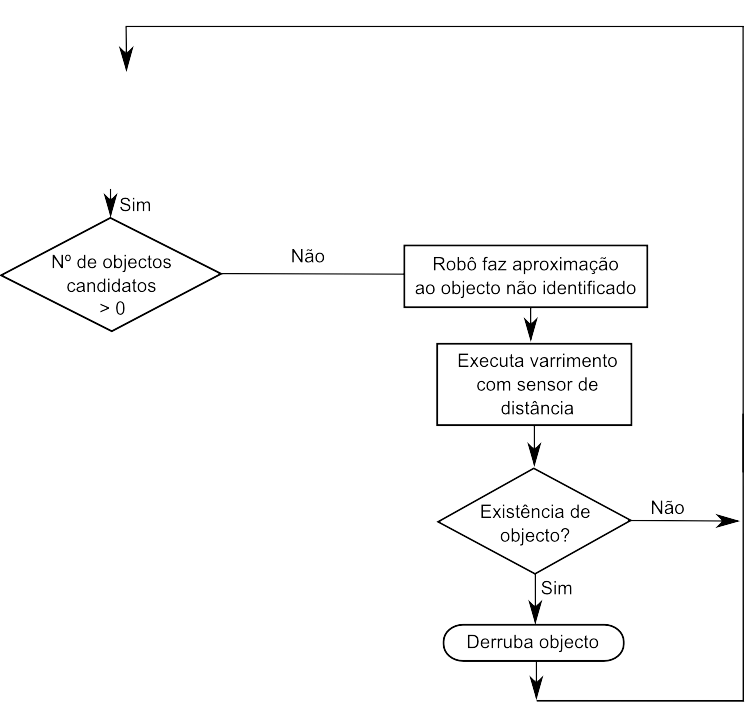 Sim
Nº de objectos
candidatos
> 0
Não
Robô faz aproximação
ao objecto não identificado
Executa varrimento
com sensor de
distância
Existência de
objecto?
Não
Sim
Derruba objecto